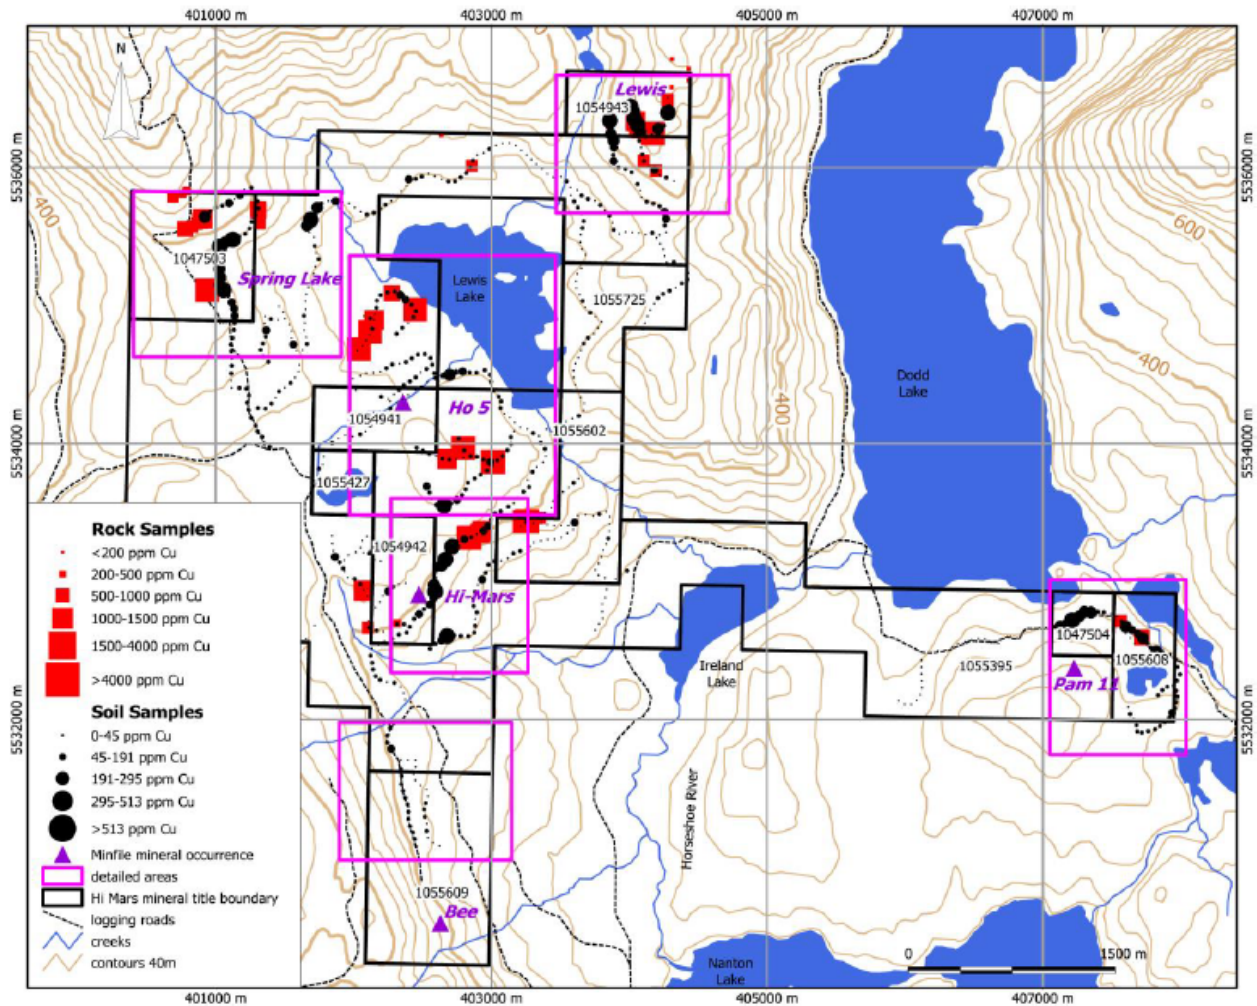 401000 m
403000 m
405000 m
407000 m
N
Lewis
1054943
5536000 m
5536000 m
400
600
1047503
Spring Lake
Lewis
Lake
1055725
400
400
Dodd
Lake
Ho 5
1054941
1055602
5534000 m
5534000 m
1055427
Rock Samples
<200 ppm Cu
200-500 ppm Cu
500-1000 ppm Cu
1000-1500 ppm Cu
1500-4000 ppm Cu
>4000 ppm Cu
1054942
Hi-Mars
1047504
1055608
1055395
Ireland
Lake
Pam 11
5532000 m
5532000 m
Soil Samples
0-45 ppm Cu
45-191 ppm Cu
191-295 ppm Cu
295-513 ppm Cu
>513 ppm Cu
Minfile mineral occurrence
detailed areas
Hi Mars mineral title boundary
logging roads
creeks
contours 40m
Horseshoe River
1055609
Bee
Nanton
Lake
0
1500 m
401000 m
403000 m
405000 m
407000 m